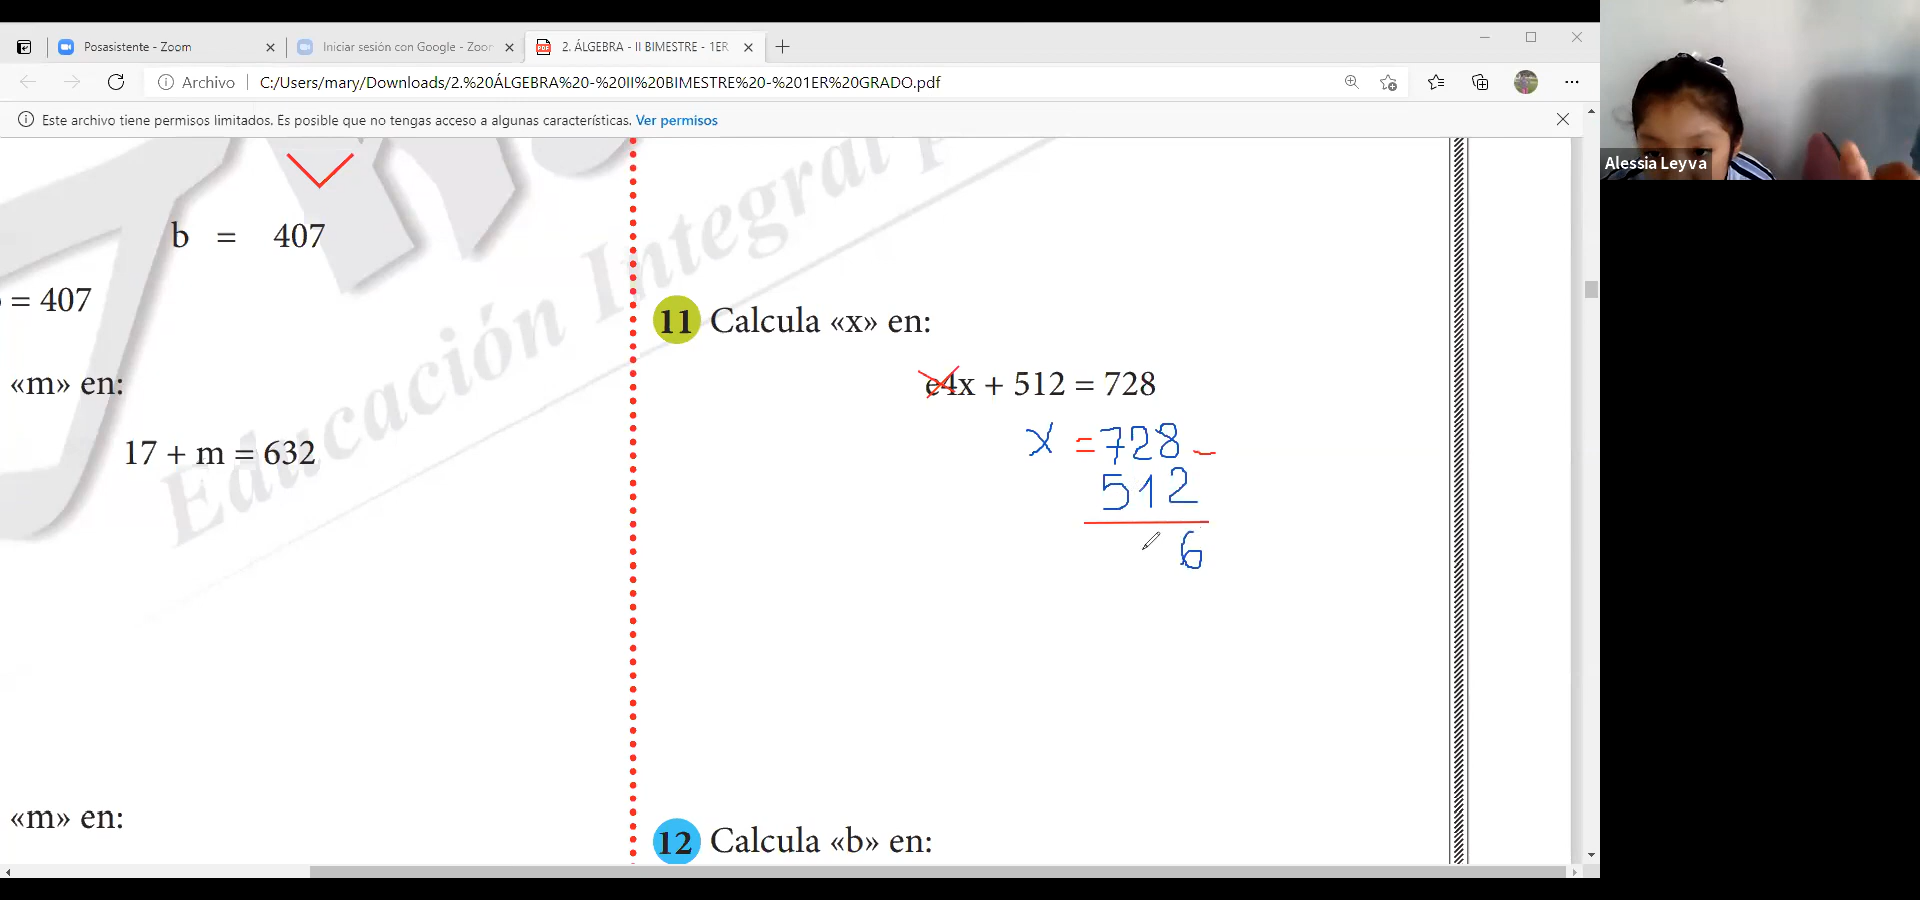 Posasistente - Zoom
Iniciar sesión con Google - Zoom
2. ÁLGEBRA - II BIMESTRE - 1ER
Archivo
C:/Users/mary/Downloads/2.%20ÁLGEBRA%20-%20II%20BIMESTRE%20-%201ER%20GRADO.pdf
Este archivo tiene permisos limitados. Es posible que no tengas acceso a algunas características. Ver permisos
Alessia Leyva
b = 407
= 407
«m» en:
17 + m = 632
«m» en:
Educación Integral
11 Calcula «x» en:
e4x + 512 = 728
x = 728 -
512
6
12 Calcula «b» en: